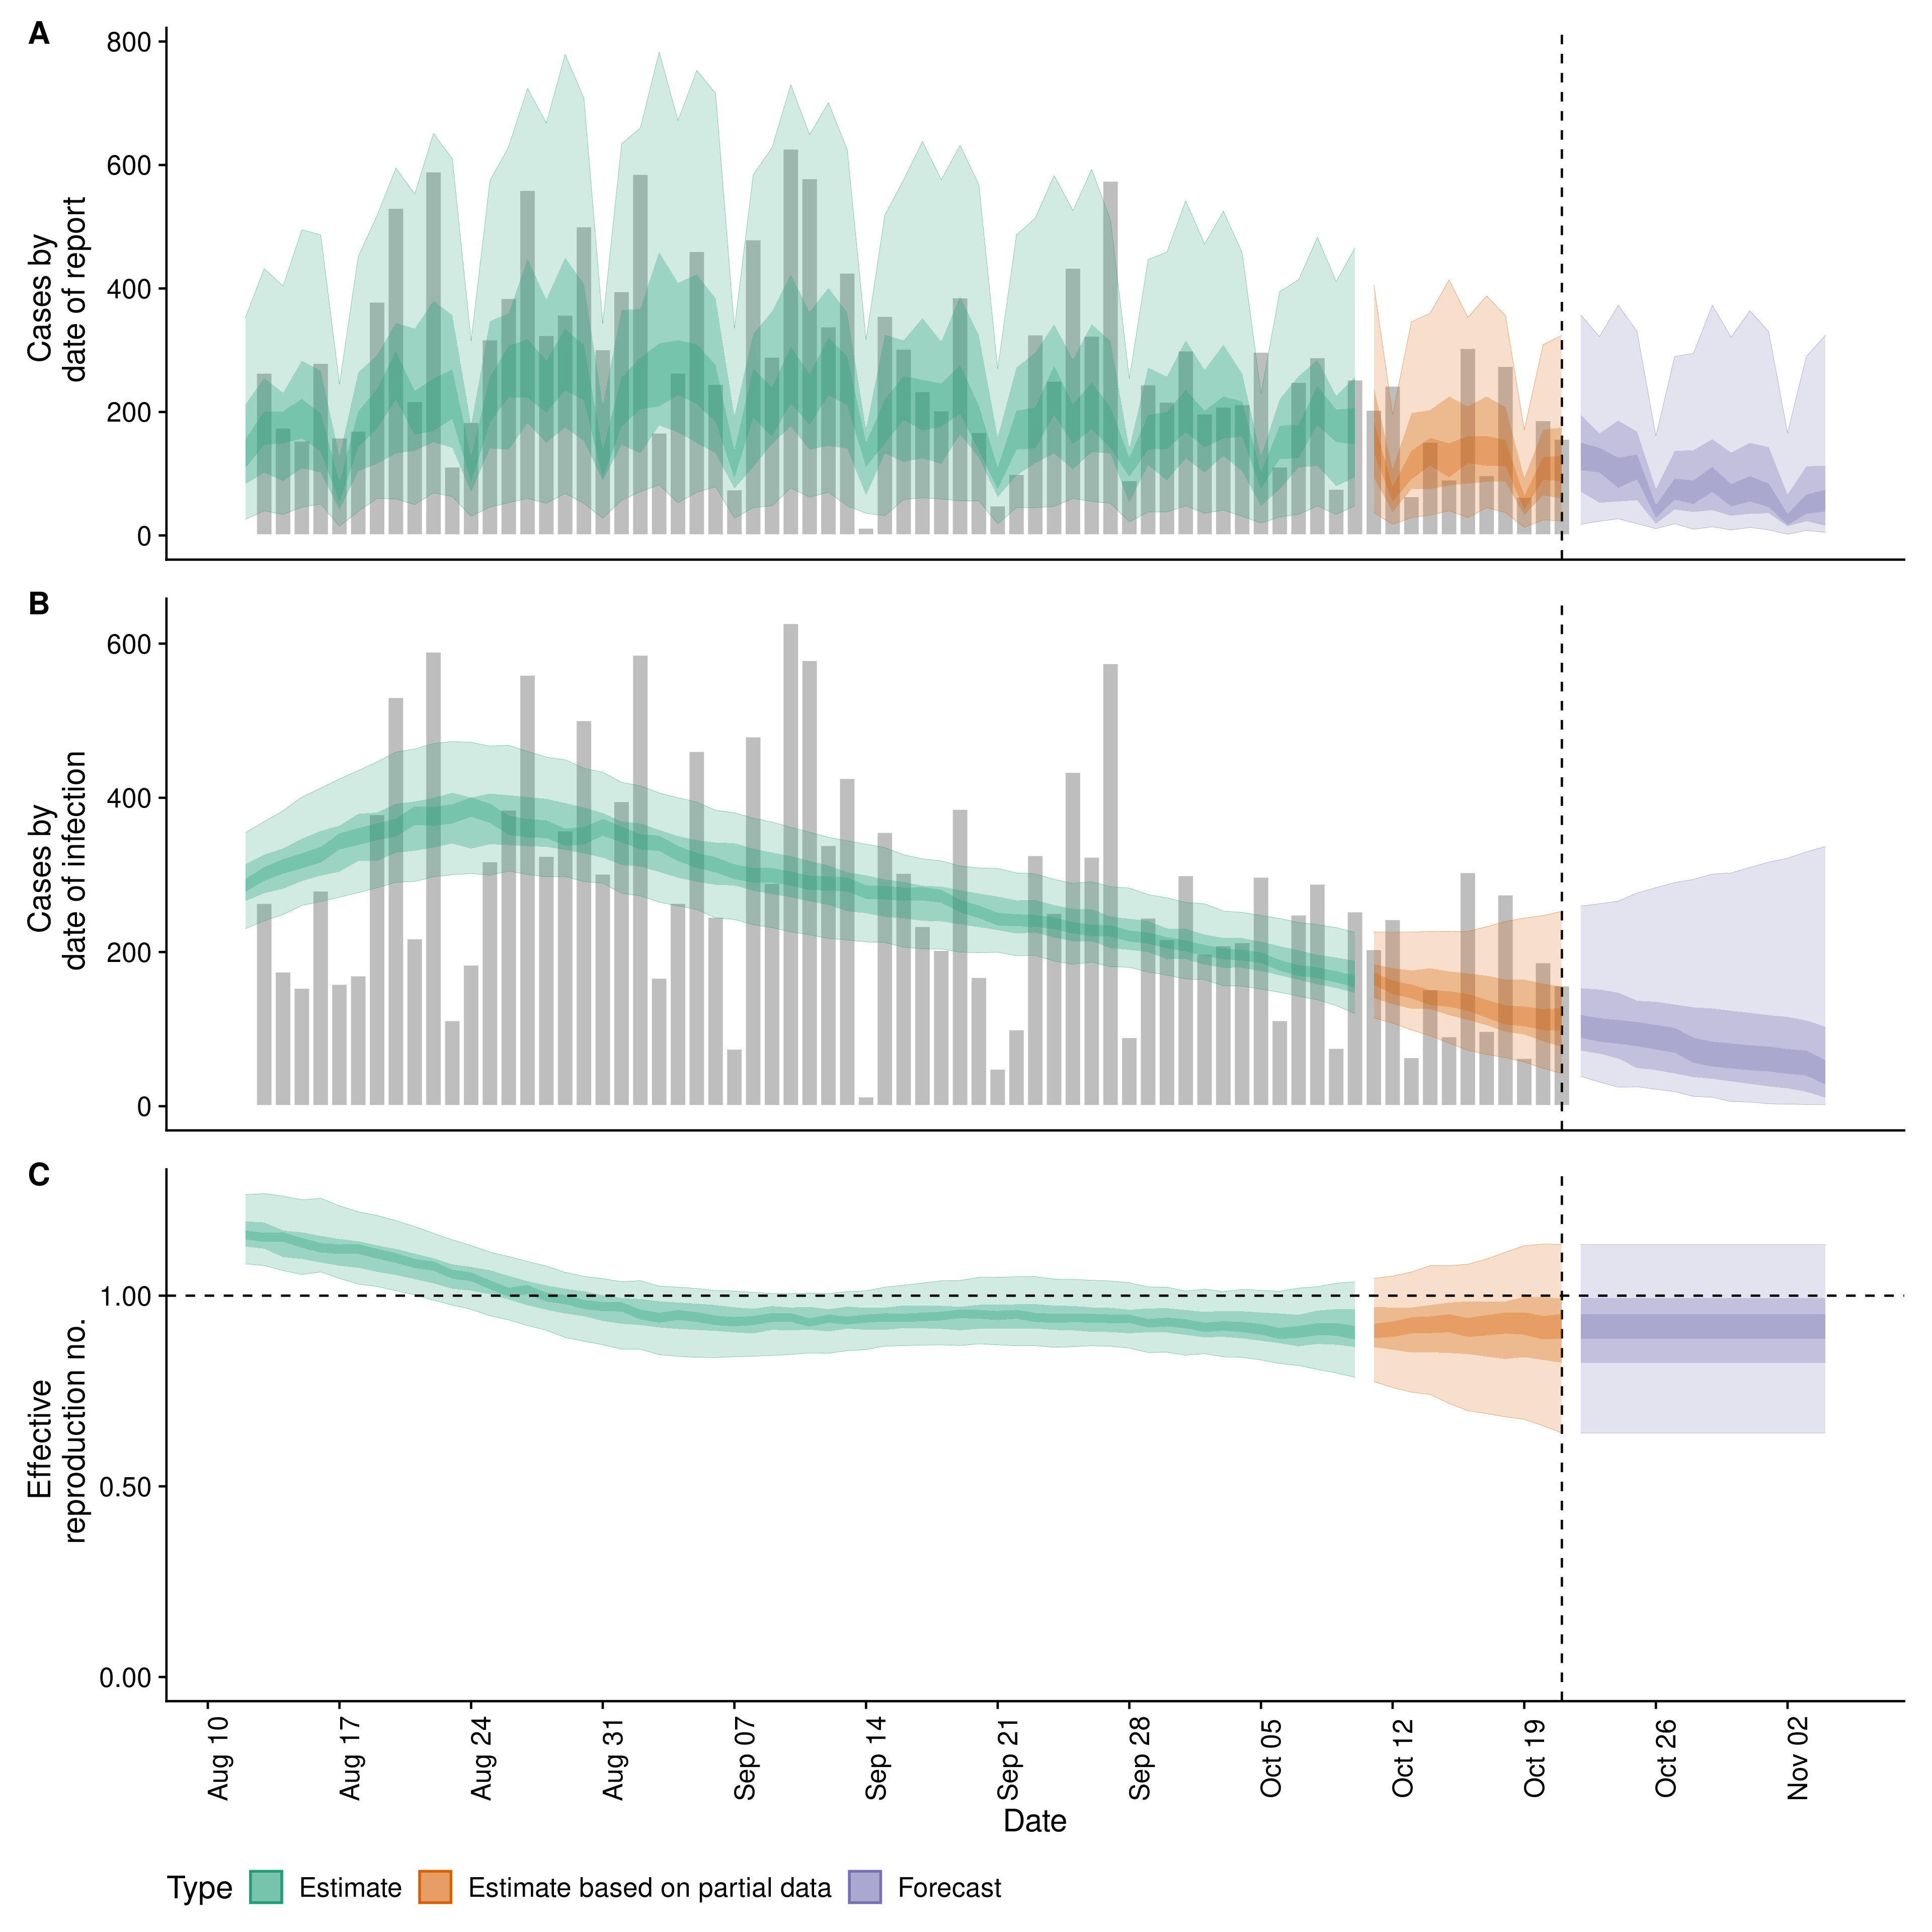 A
800
600
400
200
0
Cases by
date of report
B
600
400
200
0
Cases by
date of infection
C
1.00
0.50
0.00
Effective
reproduction no.
Aug 10
Aug 17
Aug 24
Aug 31
Sep 07
Sep 14
Sep 21
Sep 28
Oct 05
Oct 12
Oct 19
Oct 26
Nov 02
Date
Type Estimate Estimate based on partial data Forecast